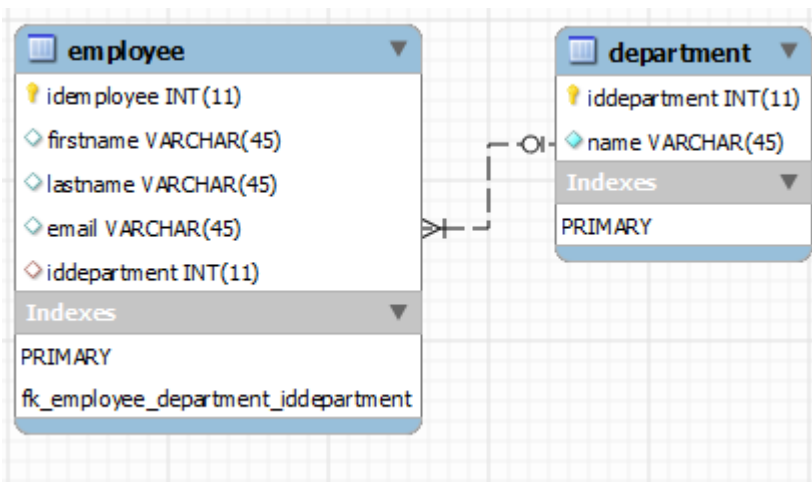 employee
idemployee INT(11)
firstname VARCHAR(45)
lastname VARCHAR(45)
email VARCHAR(45)
iddepartment INT(11)
Indexes
PRIMARY
fk_employee_department_iddepartment
department
iddepartment INT(11)
name VARCHAR(45)
Indexes
PRIMARY